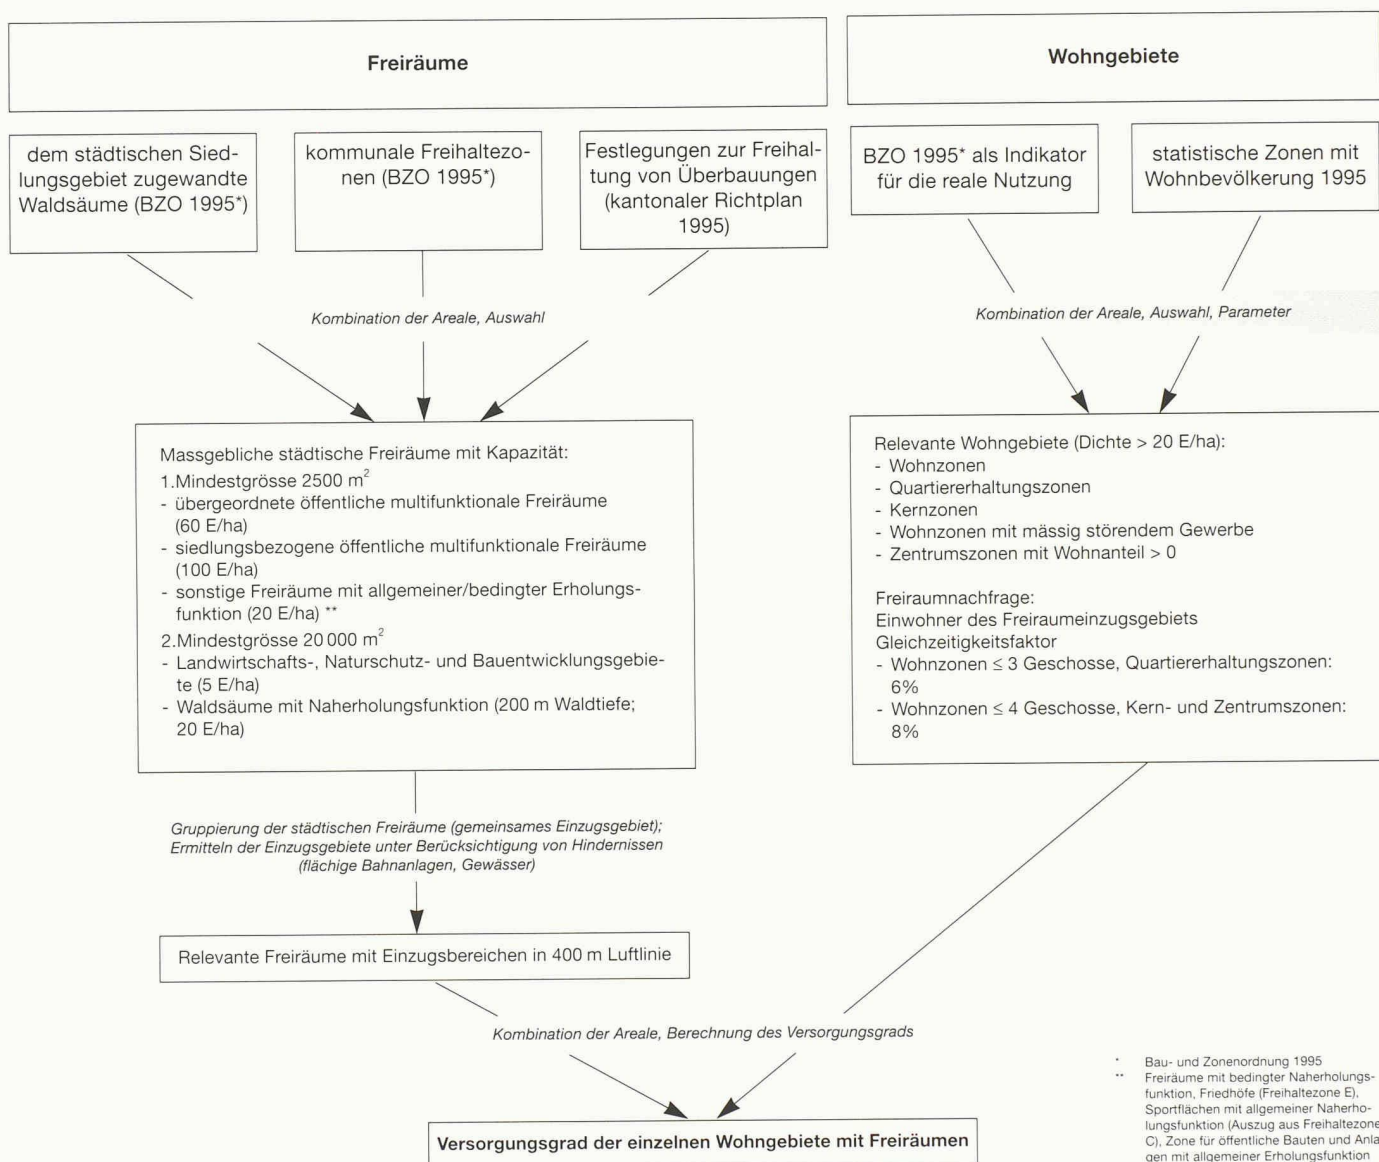 Freiräume
Wohngebiete
dem städtischen Sied-
lungsgebiet zugewandte
Waldsäume (BZO 1995*)
kommunale Freihaltezo-
nen (BZO 1995*)
Festlegungen zur Freihal-
tung von Überbauungen
(kantonaler Richtplan
1995)
BZO 1995* als Indikator
für die reale Nutzung
statistische Zonen mit
Wohnbevölkerung 1995
Kombination der Areale, Auswahl
Kombination der Areale, Auswahl, Parameter
Massgebliche städtische Freiräume mit Kapazität:
1.Mindestgrösse 2500 m²
- übergeordnete öffentliche multifunktionale Freiräume
(60 E/ha)
- siedlungsbezogene öffentliche multifunktionale Freiräume
(100 E/ha)
- sonstige Freiräume mit allgemeiner/bedingter Erholungs-
funktion (20 E/ha) **
2.Mindestgrösse 20 000 m²
- Landwirtschafts-, Naturschutz- und Bauentwicklungsgebie-
te (5 E/ha)
- Waldsäume mit Naherholungsfunktion (200 m Waldtiefe;
20 E/ha)
Relevante Wohngebiete (Dichte > 20 E/ha):
- Wohnzonen
- Quartiererhaltungszonen
- Kernzonen
- Wohnzonen mit mässig störendem Gewerbe
- Zentrumszonen mit Wohnanteil > 0
Freiraumnachfrage:
Einwohner des Freiraumeinzugsgebiets
Gleichzeitigkeitsfaktor
- Wohnzonen ≤ 3 Geschosse, Quartiererhaltungszonen:
6%
- Wohnzonen ≤ 4 Geschosse, Kern- und Zentrumszonen:
8%
Gruppierung der städtischen Freiräume (gemeinsames Einzugsgebiet);
Ermitteln der Einzugsgebiete unter Berücksichtigung von Hindernissen
(flächige Bahnanlagen, Gewässer)
Relevante Freiräume mit Einzugsbereichen in 400 m Luftlinie
Kombination der Areale, Berechnung des Versorgungsgrads
Versorgungsgrad der einzelnen Wohngebiete mit Freiräumen
* Bau- und Zonenordnung 1995
** Freiräume mit bedingter Naherholungs-
funktion, Friedhöfe (Freihaltezone E),
Sportflächen mit allgemeiner Naherho-
lungsfunktion (Auszug aus Freihaltezone
C), Zone für öffentliche Bauten und Anla-
gen mit allgemeiner Erholungsfunktion